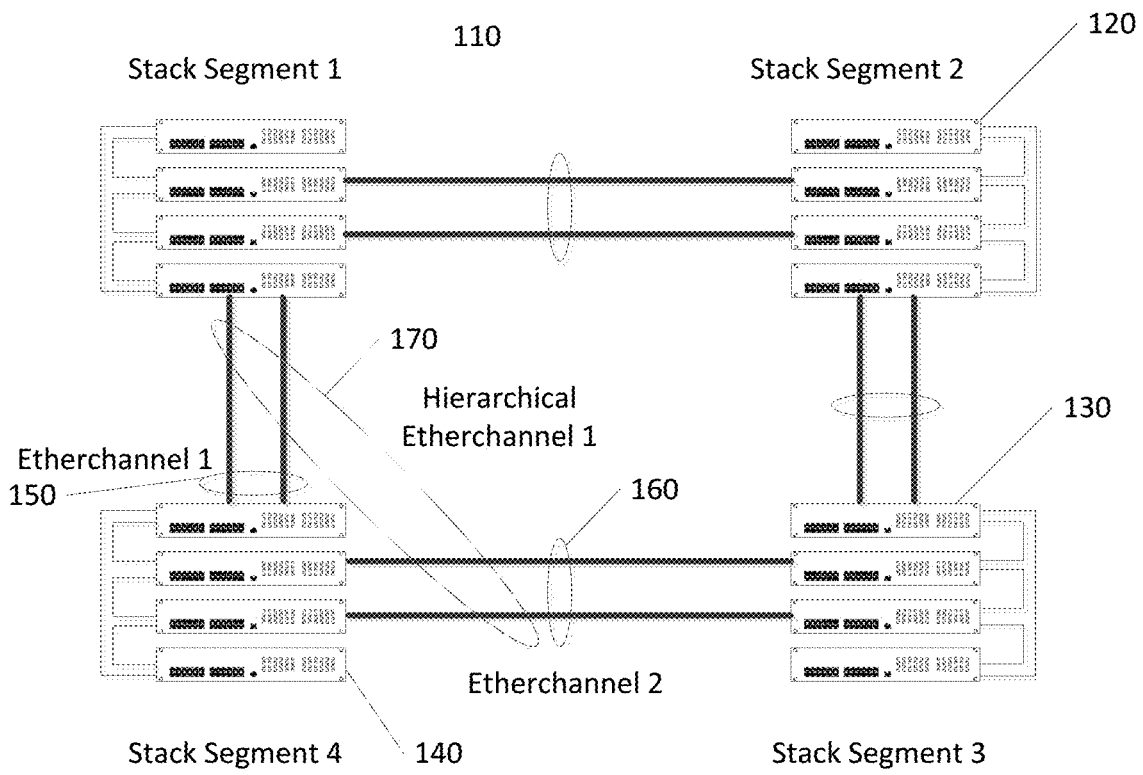 110
120
Stack Segment 1
Stack Segment 2
170
Hierarchical
Etherchannel 1
130
Etherchannel 1
150
160
Etherchannel 2
140
Stack Segment 4
Stack Segment 3